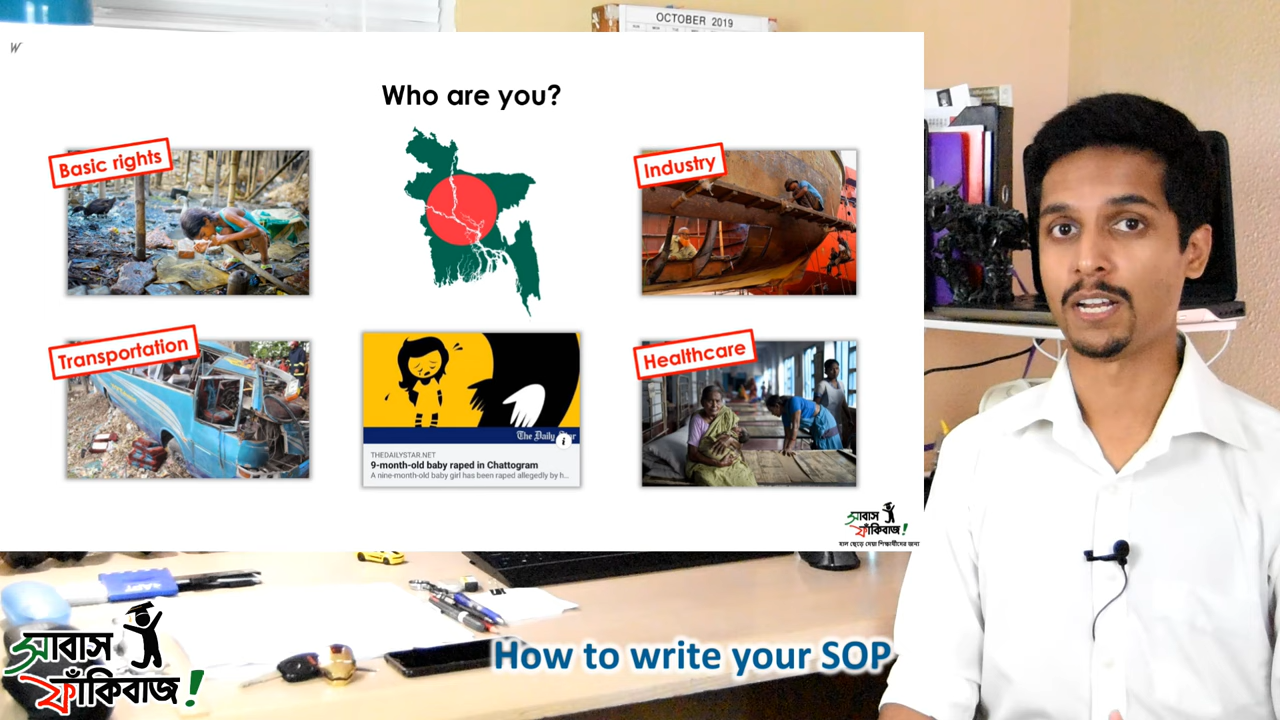 OCTOBER 2019
W
Who are you?
Basic rights
Industry
Transportation
Healthcare
The Daily Star
i
THEDAILYSTAR.NET
9-month-old baby raped in Chattogram
A nine-month-old baby girl has been raped allegedly by h...
সাবাস
ফাঁকিবাজ!
হাল ছেড়ে দেয়া শিক্ষার্থীদের জন্য
সাবাস
ফাঁকিবাজ!
How to write your SOP